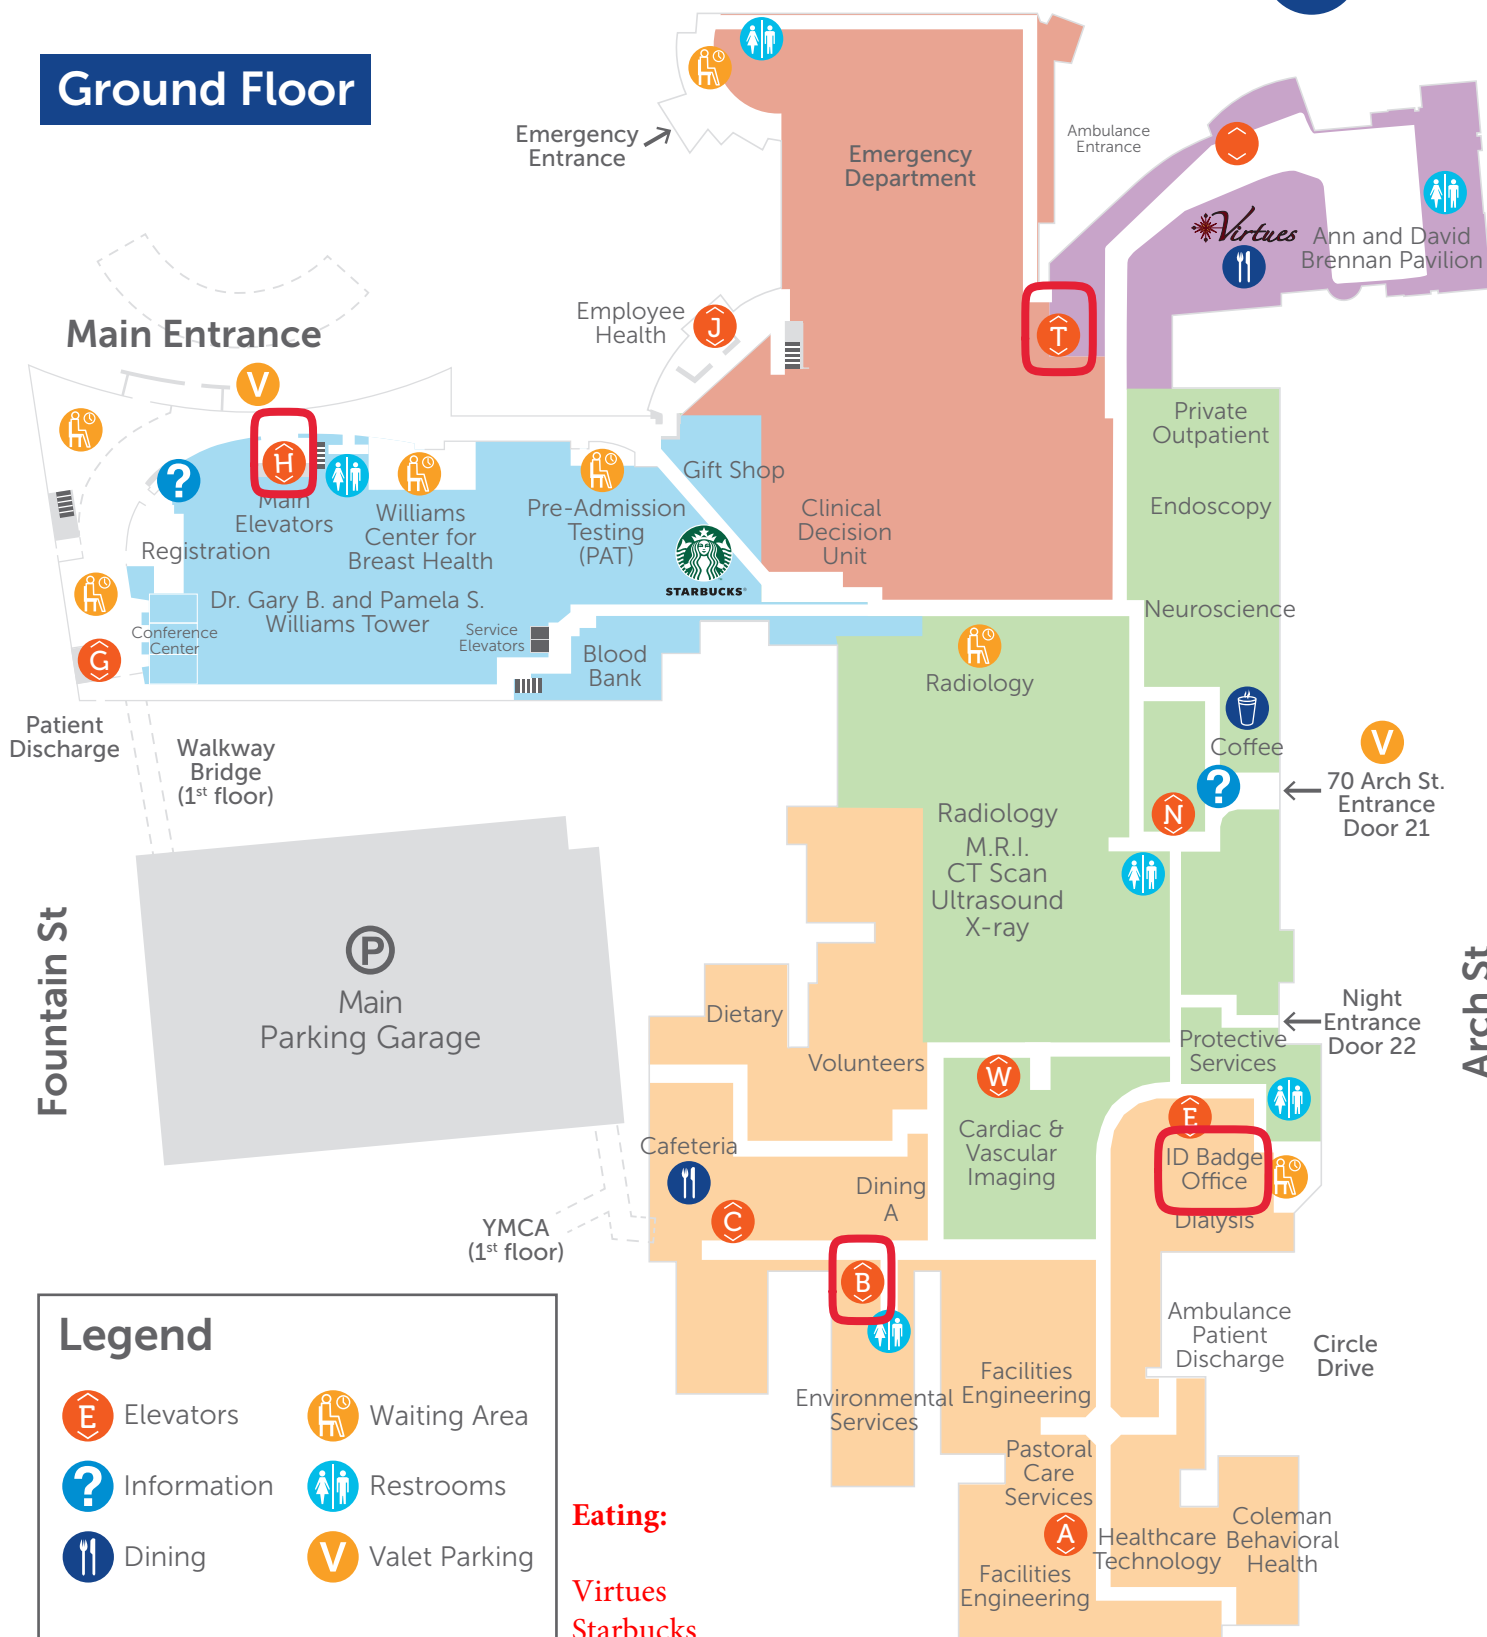 Ground Floor
Emergency
Entrance
Emergency
Department
Ambulance
Entrance
Virtues
Ann and David
Brennan Pavilion
Employee
Health
J
T
Main Entrance
V
H
?
Main
Elevators
Registration
Williams
Center for
Breast Health
Pre-Admission
Testing
(PAT)
Gift Shop
STARBUCKS®
Clinical
Decision
Unit
Private
Outpatient
Endoscopy
Neuroscience
Dr. Gary B. and Pamela S.
Williams Tower
Conference
Center
Service
Elevators
Blood
Bank
G
Radiology
Patient
Discharge
Walkway
Bridge
(1st floor)
Coffee
V
?
N
70 Arch St.
Entrance
Door 21
Radiology
M.R.I.
CT Scan
Ultrasound
X-ray
Fountain St
P
Main
Parking Garage
Arch St
Night
Entrance
Door 22
Dietary
Volunteers
Protective
Services
W
E
Cardiac &
Vascular
Imaging
ID Badge
Office
Dialysis
Cafeteria
Dining
A
C
YMCA
(1st floor)
B
Ambulance
Patient
Discharge
Circle
Drive
Environmental
Services
Facilities
Engineering
Pastoral
Care
Services
A
Healthcare
Technology
Coleman
Behavioral
Health
Facilities
Engineering
Legend
E Elevators
Waiting Area
? Information
Restrooms
Dining
V Valet Parking
Eating:
Virtues
Starbucks